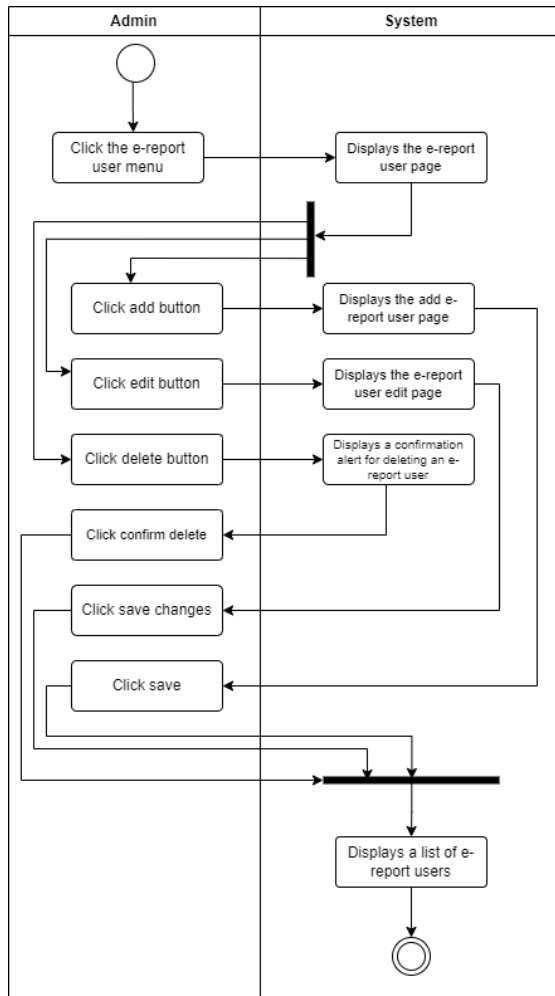 Admin
System
Click the e-report
user menu
Displays the e-report
user page
Click add button
Displays the add e-
report user page
Click edit button
Displays the e-report
user edit page
Click delete button
Displays a confirmation
alert for deleting an e-
report user
Click confirm delete
Click save changes
Click save
Displays a list of e-
report users